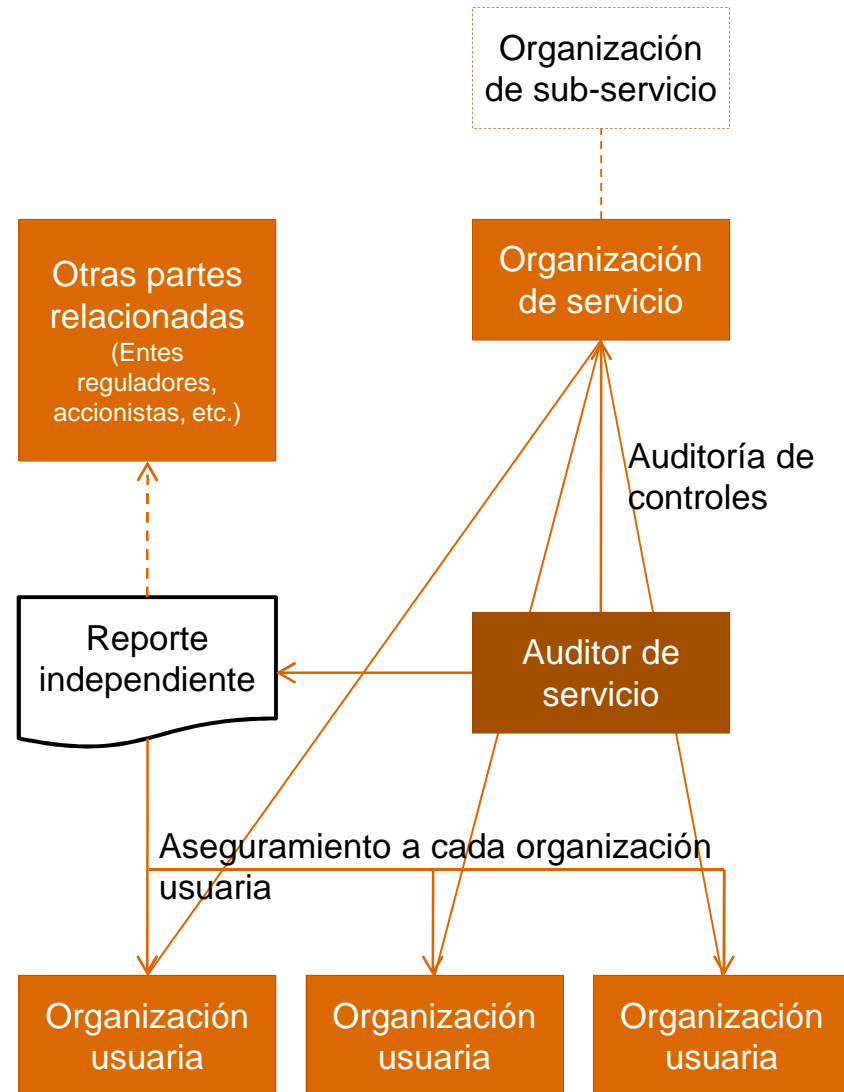 Organización
de sub-servicio
Otras partes
relacionadas
(Entes
reguladores,
accionistas, etc.)
Organización
de servicio
Auditoría de
controles
Reporte
independiente
Auditor de
servicio
Aseguramiento a cada organización
usuaria
Organización
usuaria
Organización
usuaria
Organización
usuaria